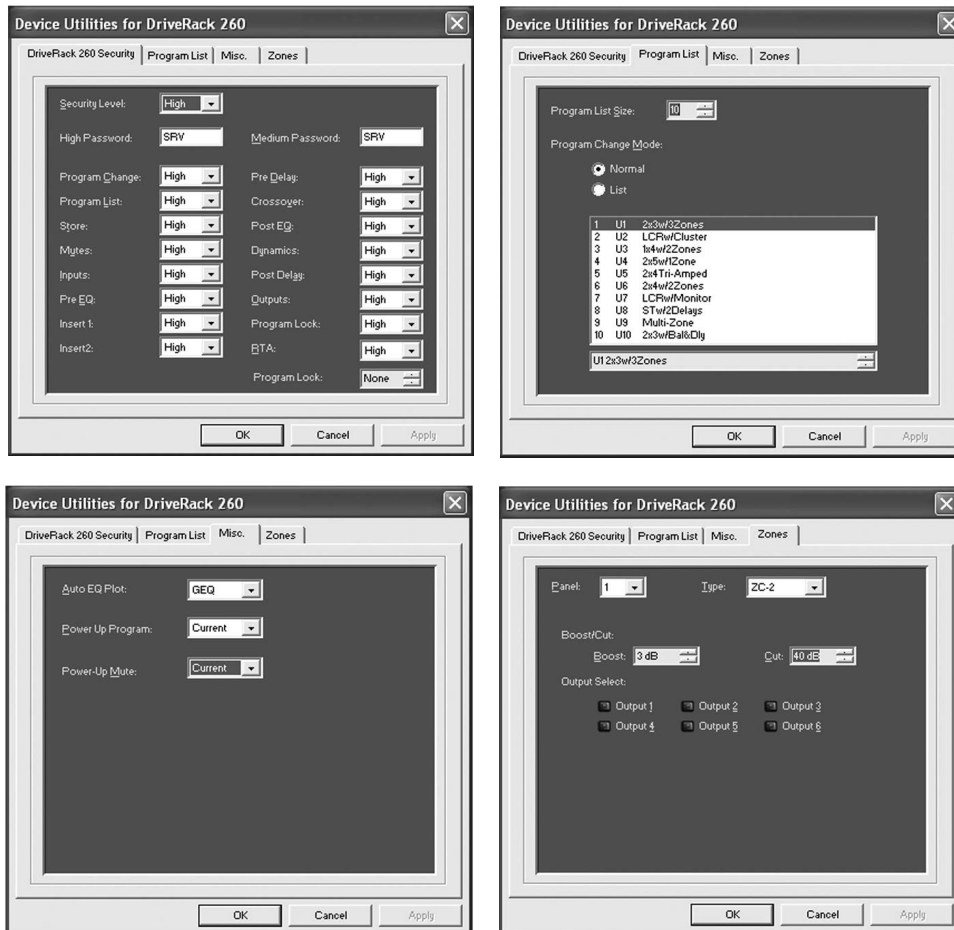 Device Utilities for DriveRack 260
DriveRack 260 Security Program List Misc. Zones
Security Level: High
High Password: SRV Medium Password: SRV
Program Change: High Pre Delay: High
Program List: High Crossover: High
Store: High Post EQ: High
Mutes: High Dynamics: High
Inputs: High Post Delay: High
Pre EQ: High Outputs: High
Insert 1: High Program Lock: High
Insert2: High RTA: High
Program Lock: None
OK Cancel Apply
Device Utilities for DriveRack 260
DriveRack 260 Security Program List Misc. Zones
Program List Size: 10
Program Change Mode:
Normal
List
1 U1 2x3w/3Zones
2 U2 LCRw/Cluster
3 U3 1x4w/2Zones
4 U4 2x5w/1Zone
5 U5 2x4Tri-Amped
6 U6 2x4w/2Zones
7 U7 LCRw/Monitor
8 U8 STw/2Delays
9 U9 Multi-Zone
10 U10 2x3w/Bal&Dly
U1 2x3w/3Zones
OK Cancel Apply
Device Utilities for DriveRack 260
DriveRack 260 Security Program List Misc. Zones
Auto EQ Plot: GEQ
Power Up Program: Current
Power-Up Mute: Current
OK Cancel Apply
Device Utilities for DriveRack 260
DriveRack 260 Security Program List Misc. Zones
Panel: 1 Type: ZC-2
Boost/Cut:
Boost: 3 dB Cut: 40 dB
Output Select:
Output 1 Output 2 Output 3
Output 4 Output 5 Output 6
OK Cancel Apply